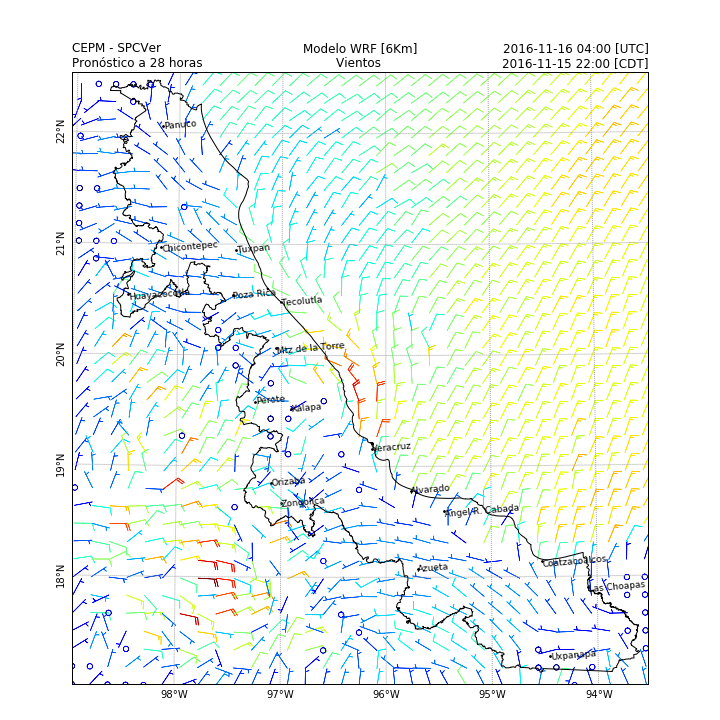 CEPM - SPCVer
Modelo WRF [6Km]
2016-11-16 04:00 [UTC]
Pronóstico a 28 horas
Vientos
2016-11-15 22:00 [CDT]
22°N
Panuco
21°N
Chicontepec
Tuxpan
Huayacocotla
Poza Rica
Tecolutla
20°N
Mtz de la Torre
Perote
Xalapa
19°N
Veracruz
Orizaba
Alvarado
Zongolica
Angel R. Cabada
18°N
Azueta
Coatzacoalcos
Las Choapas
Uxpanapa
98°W
97°W
96°W
95°W
94°W